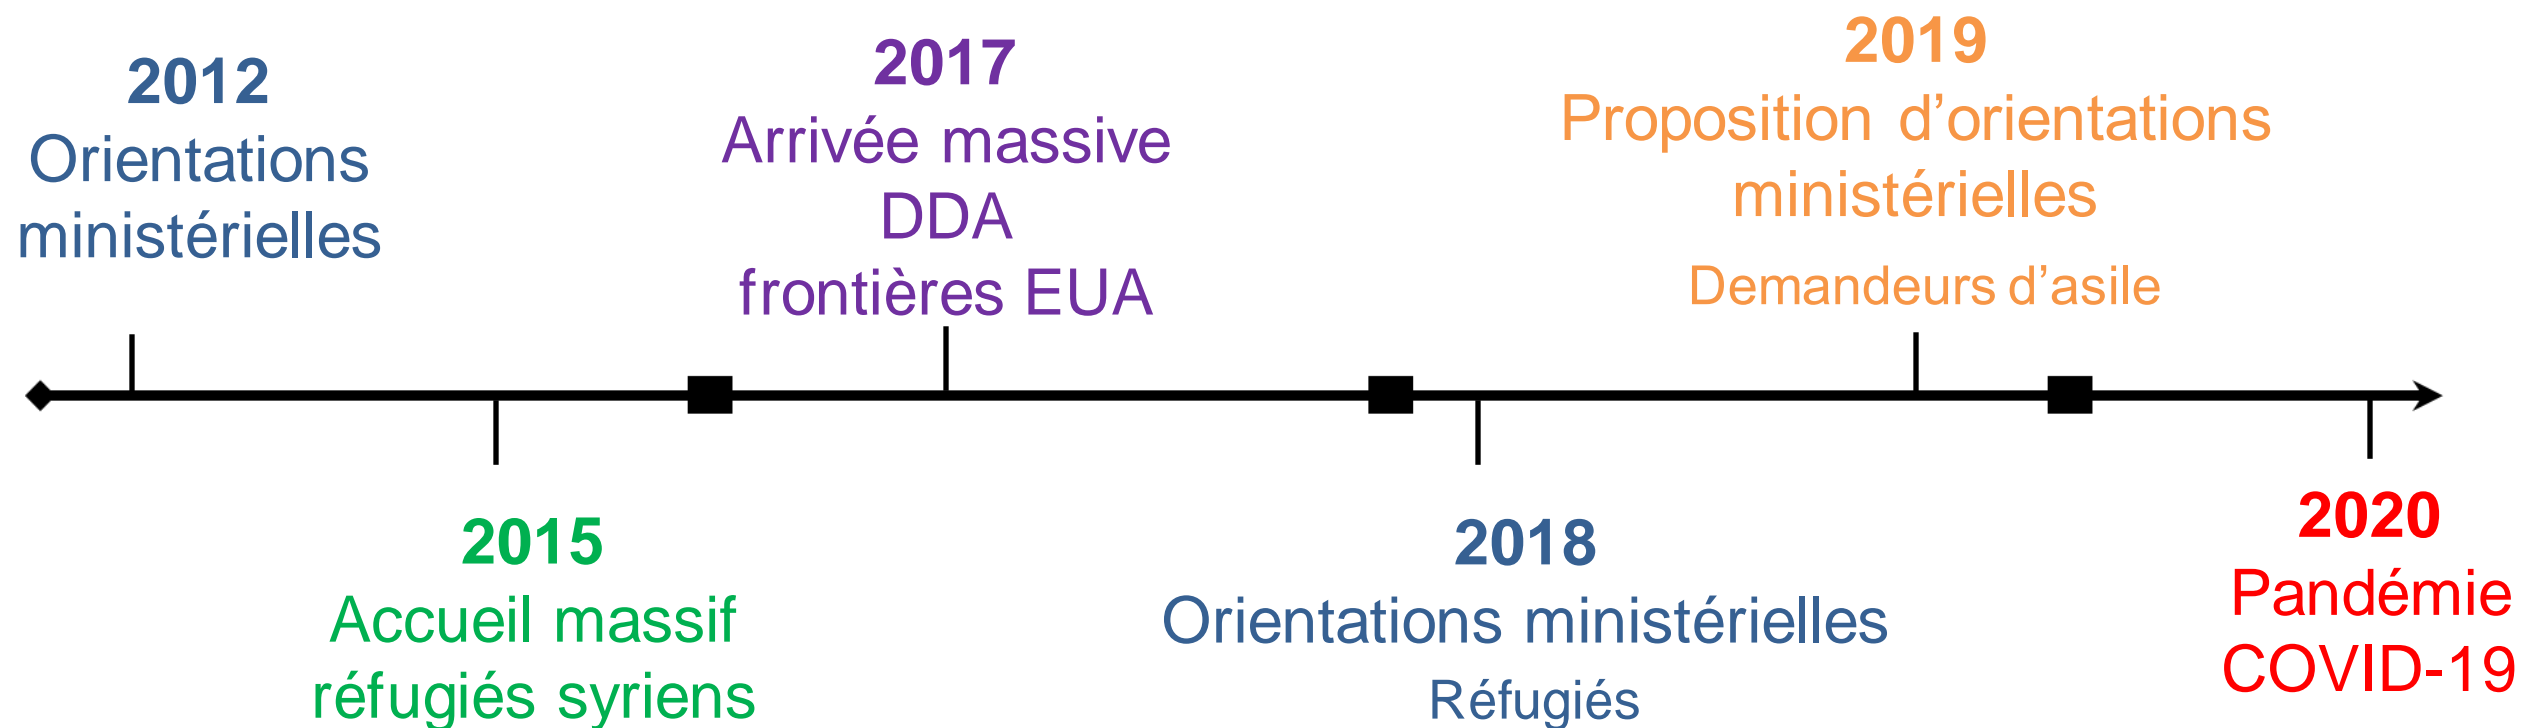 2012
Orientations
ministérielles
2015
Accueil massif
réfugiés syriens
2017
Arrivée massive
DDA
frontières EUA
2018
Orientations ministérielles
Réfugiés
2019
Proposition d’orientations
ministérielles
Demandeurs d’asile
2020
Pandémie
COVID-19